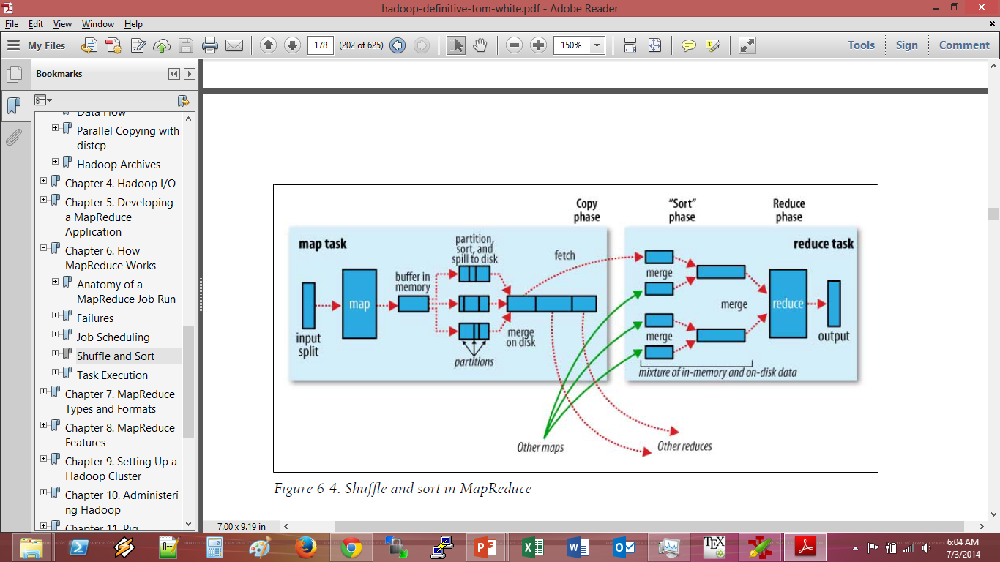 hadoop-definitive-tom-white.pdf - Adobe Reader
File Edit View Window Help
My Files
178 (202 of 625)
150%
Tools Sign Comment
Bookmarks
Data Flow
Parallel Copying with
distcp
Hadoop Archives
Chapter 4. Hadoop I/O
Chapter 5. Developing
a MapReduce
Application
Chapter 6. How
MapReduce Works
Anatomy of a
MapReduce Job Run
Failures
Job Scheduling
Shuffle and Sort
Task Execution
Chapter 7. MapReduce
Types and Formats
Chapter 8. MapReduce
Features
Chapter 9. Setting Up a
Hadoop Cluster
Chapter 10. Administeri
ng Hadoop
Chapter 11. Pig
Copy
phase
"Sort"
phase
Reduce
phase
map task
partition,
sort, and
spill to disk
fetch
buffer in
memory
map
input
split
merge
on disk
partitions
reduce task
merge
merge
merge
reduce
output
mixture of in-memory and on-disk data
Other maps
Other reduces
Figure 6-4. Shuffle and sort in MapReduce
7.00 x 9.19 in
TEX
6:04 AM
7/3/2014